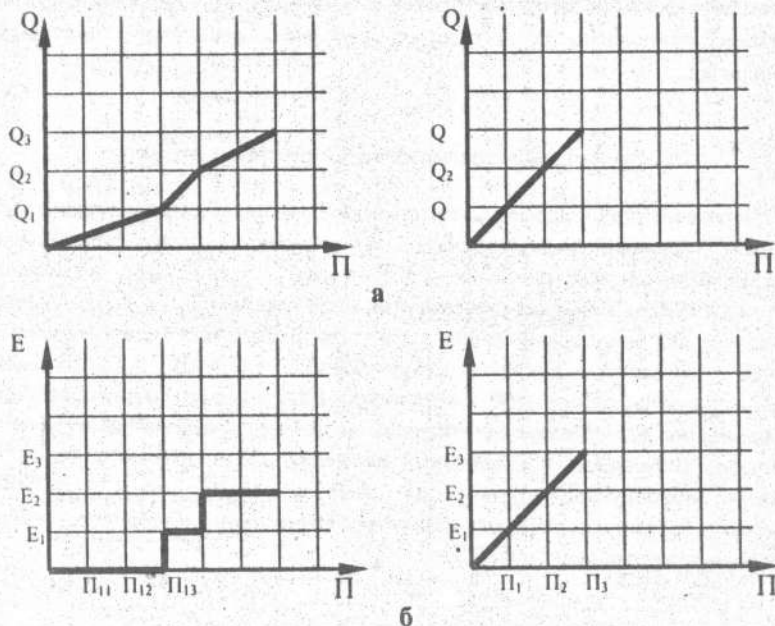 Q Q
Q₃ Q
Q₂ Q₂
Q₁ Q
П П
а
E E
E₃ E₃
E₂ E₂
E₁ E₁
П₁₁ П₁₂ П₁₃ П₁ П₂ П₃
П П
б